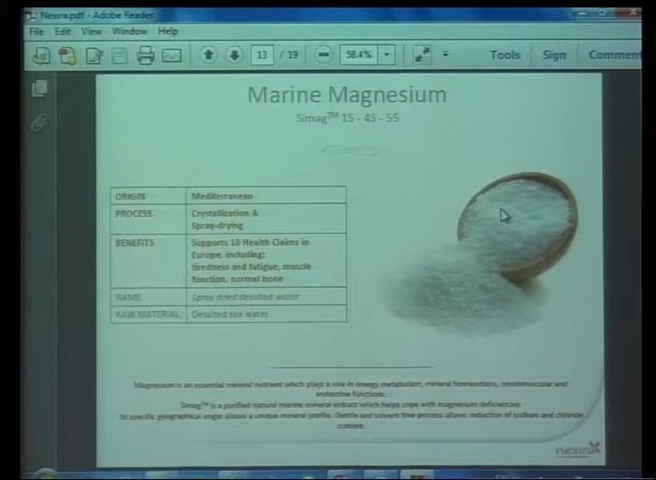 Nexira.pdf - Adobe Reader
File Edit View Window Help
13 / 19 58.4% Tools Sign Comment
Marine Magnesium
Simag™ 15 - 45 - 55
ORIGIN Mediterranean
PROCESS Crystallization &
Spray-drying
BENEFITS Supports 10 Health Claims in
Europe, including:
tiredness and fatigue, muscle
function, normal bone
NAME Spray dried desalted water
RAW MATERIAL Desalted sea water
Magnesium is an essential mineral nutrient which plays a role in energy metabolism, mineral homeostasis, neuromuscular and
endocrine functions.
Simag™ is a purified natural marine mineral extract which helps cope with magnesium deficiencies.
Its specific geographical origin allows a unique mineral profile. Gentle and solvent free process allows reduction of sodium and chloride
content.
nexira